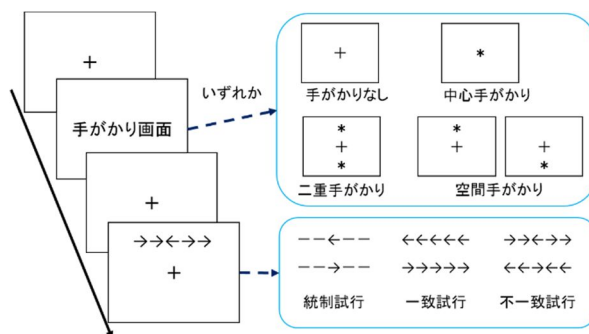 +
手がかり画面
+
→→←→→
+
いずれか
+
手がかりなし
*
中心手がかり
*
+
*
二重手がかり
*
+
+
*
空間手がかり
――←――
――→――
統制試行
←←←←←
→→→→→
一致試行
→→←→→
←←→←←
不一致試行